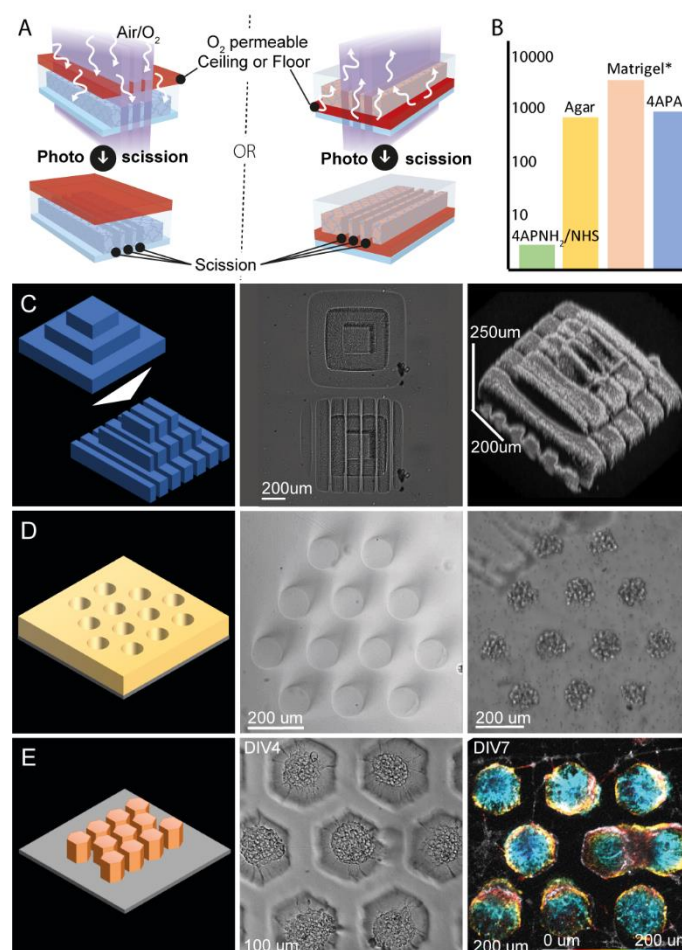 A
Air/O2
O2 permeable
Ceiling or Floor
Photo scission
OR
Photo scission
Scission
B
10000
1000
100
10
Matrigel*
Agar
4APA
4APNH2/NHS
C
200um
250um
200um
D
200 um
200 um
E
DIV4
100 um
DIV7
200 um
0 um
200 um